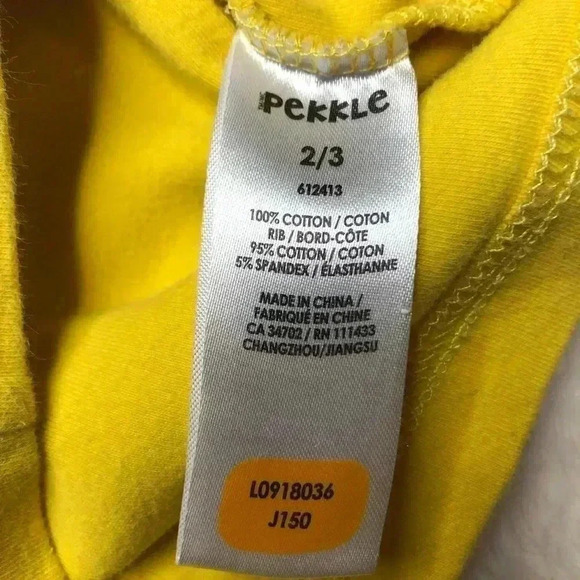 PEKKLE
2/3
612413
100% COTTON / COTON
RIB / BORD-CÔTE
95% COTTON / COTON
5% SPANDEX / ÉLASTHANNE
MADE IN CHINA /
FABRIQUÉ EN CHINE
CA 34702 / RN 111433
CHANGZHOU/JIANGSU
L0918036
J150